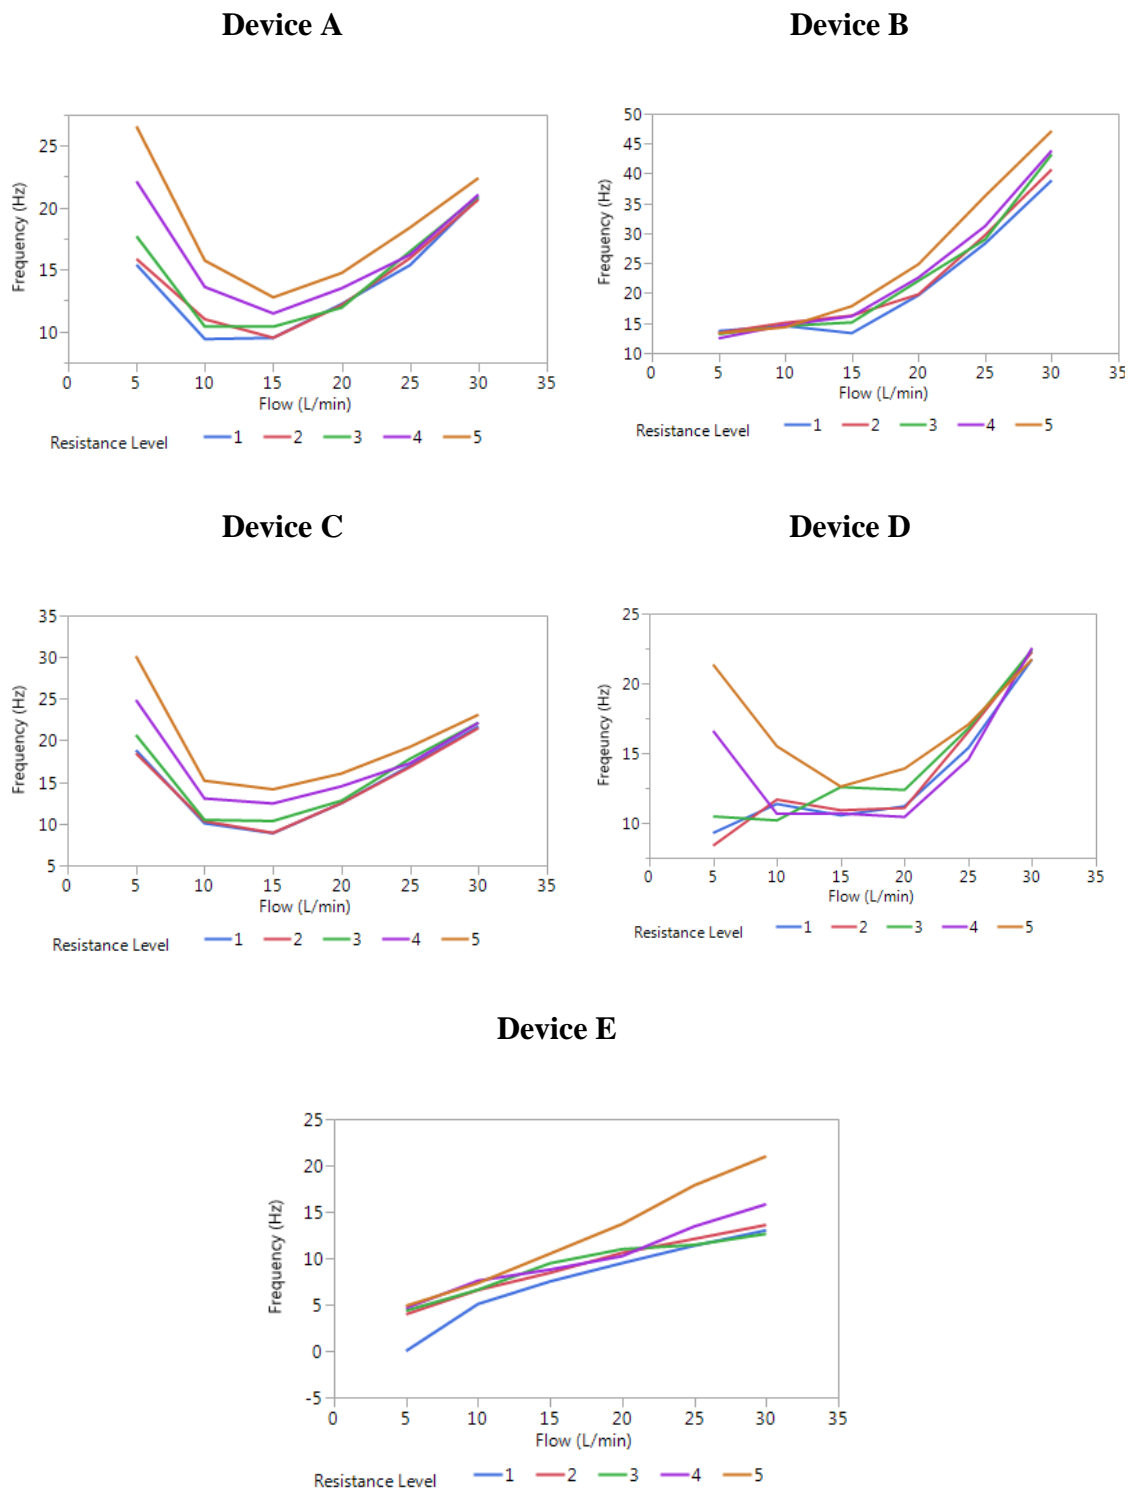 Device A
Device B
Frequency (Hz)
25
20
15
10
0 5 10 15 20 25 30 35
Flow (L/min)
Resistance Level 1 2 3 4 5
Frequency (Hz)
50
45
40
35
30
25
20
15
10
0 5 10 15 20 25 30 35
Flow (L/min)
Resistance Level 1 2 3 4 5
Device C
Device D
Frequency (Hz)
35
30
25
20
15
10
5
0 5 10 15 20 25 30 35
Flow (L/min)
Resistance Level 1 2 3 4 5
Freqeuncy (Hz)
25
20
15
10
0 5 10 15 20 25 30 35
Flow (L/min)
Resistance Level 1 2 3 4 5
Device E
Frequency (Hz)
25
20
15
10
5
0
-5
0 5 10 15 20 25 30 35
Flow (L/min)
Resistance Level 1 2 3 4 5